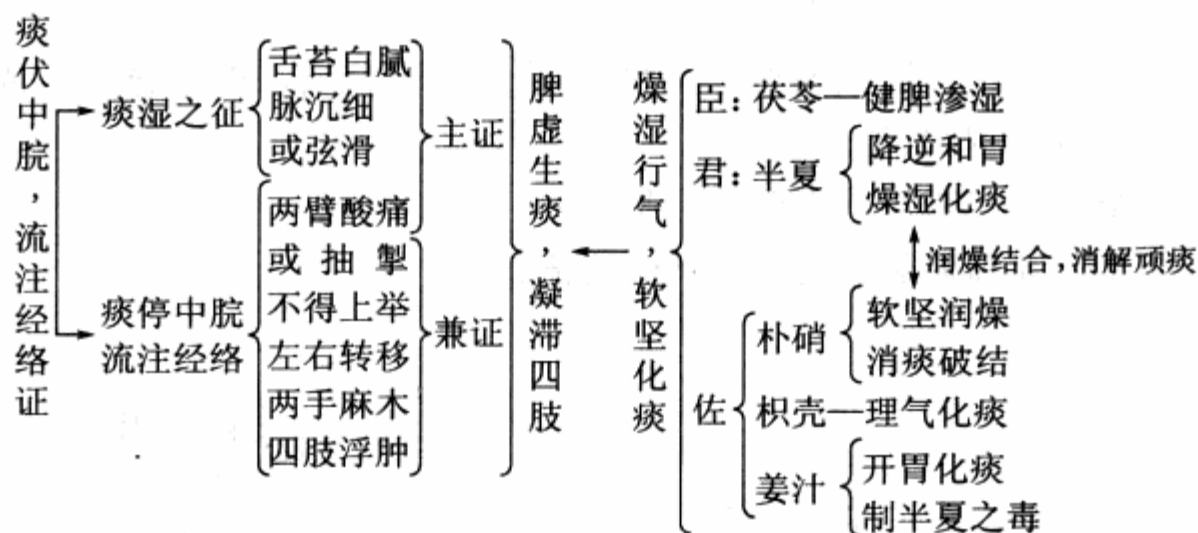 痰伏中脘，流注经络证
痰湿之征
舌苔白腻
脉沉细
或弦滑
两臂酸痛
主证
痰停中脘
流注经络
或抽掣
不得上举
左右转移
两手麻木
四肢浮肿
兼证
脾虚生痰，凝滞四肢
燥湿行气，软坚化痰
臣：茯苓—健脾渗湿
君：半夏
降逆和胃
燥湿化痰
润燥结合，消解顽痰
佐
朴硝
软坚润燥
消痰破结
枳壳—理气化痰
姜汁
开胃化痰
制半夏之毒